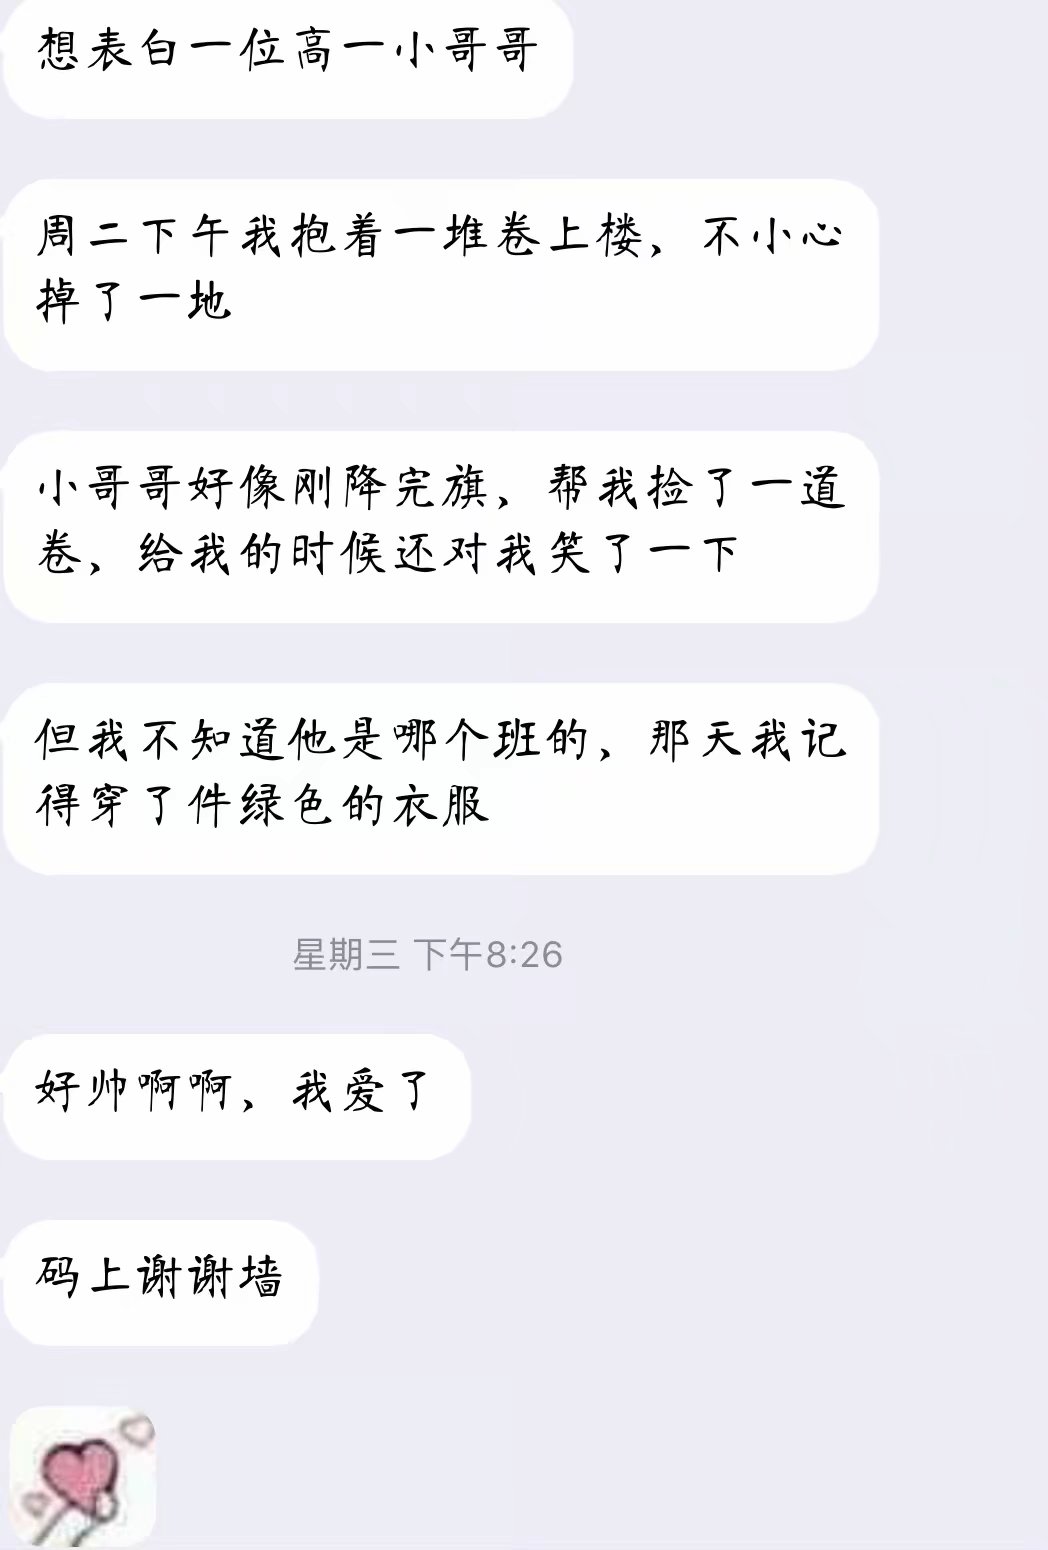 想表白一位高一小哥哥
周二下午我抱着一堆卷上楼，不小心
掉了一地
小哥哥好像刚降完旗，帮我捡了一道
卷，给我的时候还对我笑了一下
但我不知道他是哪个班的，那天我记
得穿了件绿色的衣服
星期三 下午8:26
好帅啊啊，我爱了
码上谢谢墙